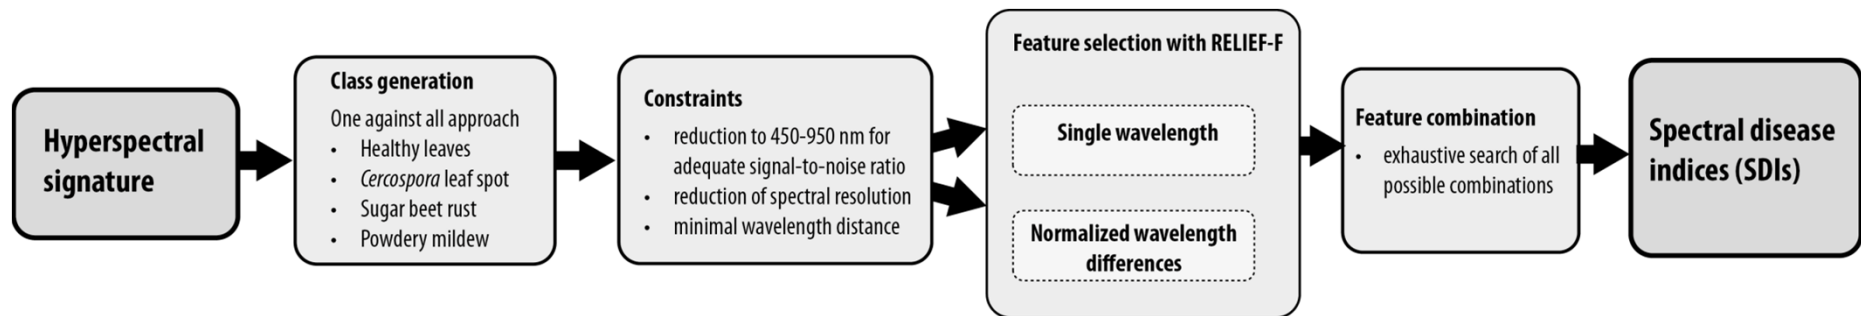 Hyperspectral
signature
Class generation
One against all approach
• Healthy leaves
• Cercospora leaf spot
• Sugar beet rust
• Powdery mildew
Constraints
• reduction to 450-950 nm for
adequate signal-to-noise ratio
• reduction of spectral resolution
• minimal wavelength distance
Feature selection with RELIEF-F
Single wavelength
Normalized wavelength
differences
Feature combination
• exhaustive search of all
possible combinations
Spectral disease
indices (SDIs)